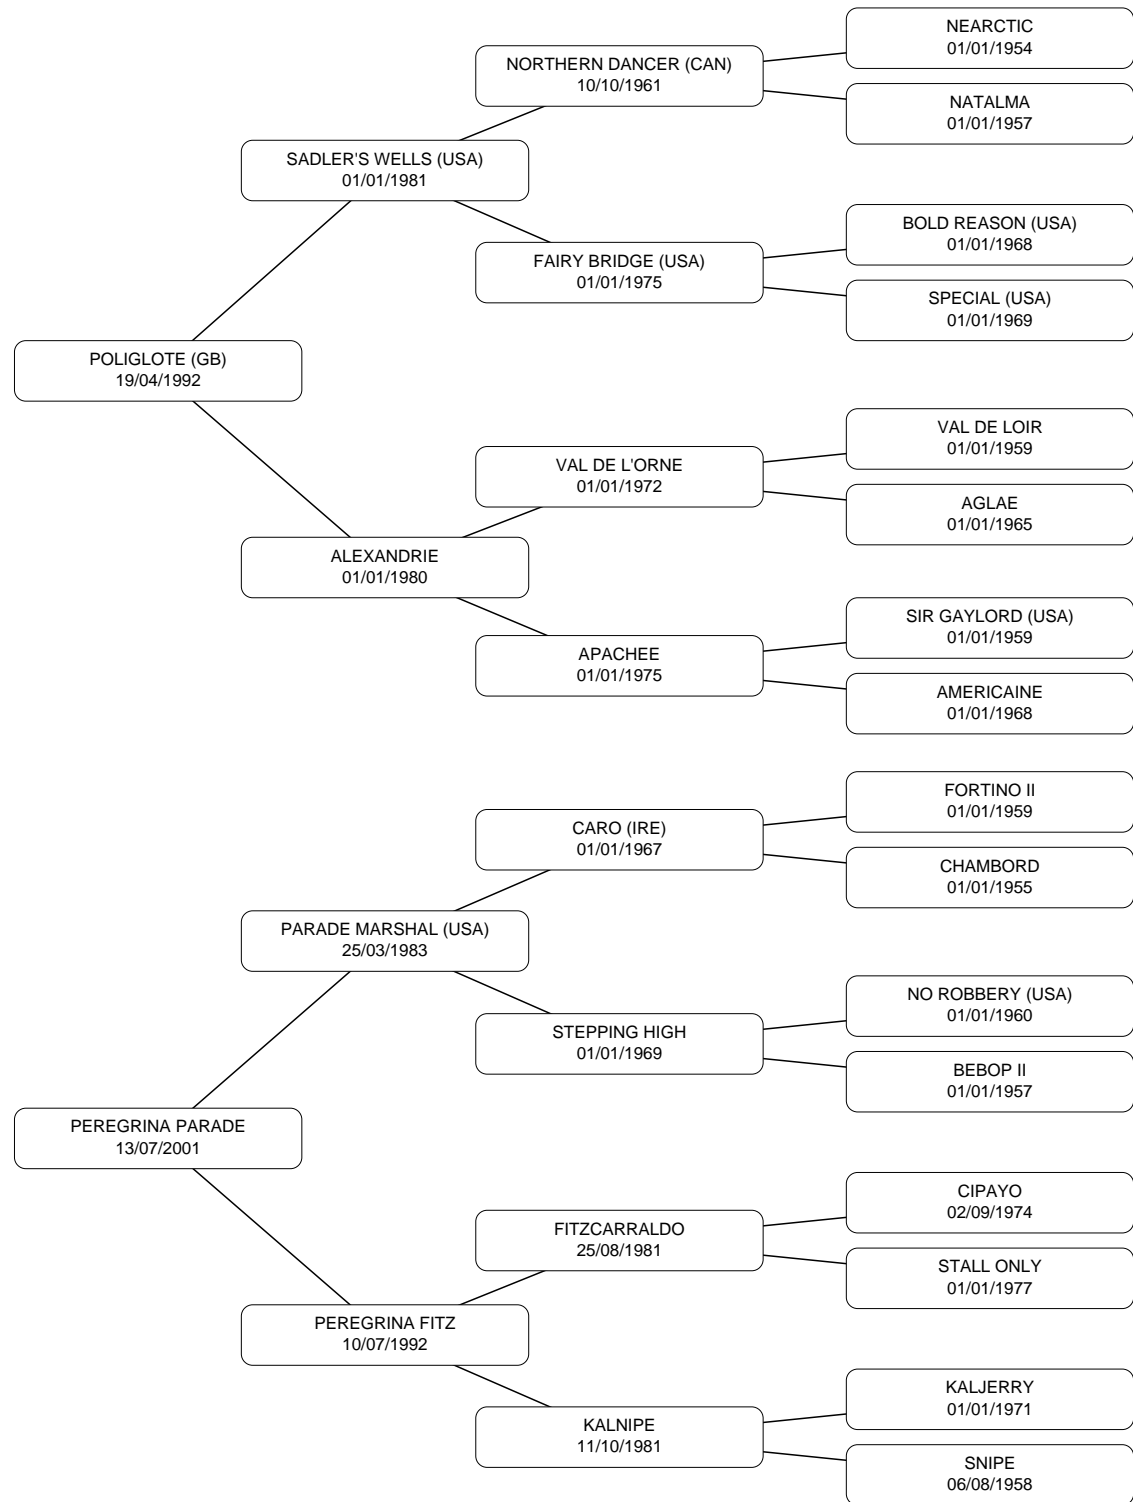 NEARCTIC
01/01/1954
NORTHERN DANCER (CAN)
10/10/1961
NATALMA
01/01/1957
SADLER'S WELLS (USA)
01/01/1981
BOLD REASON (USA)
01/01/1968
FAIRY BRIDGE (USA)
01/01/1975
SPECIAL (USA)
01/01/1969
POLIGLOTE (GB)
19/04/1992
VAL DE LOIR
01/01/1959
VAL DE L'ORNE
01/01/1972
AGLAE
01/01/1965
ALEXANDRIE
01/01/1980
SIR GAYLORD (USA)
01/01/1959
APACHEE
01/01/1975
AMERICAINE
01/01/1968
FORTINO II
01/01/1959
CARO (IRE)
01/01/1967
CHAMBORD
01/01/1955
PARADE MARSHAL (USA)
25/03/1983
NO ROBBERY (USA)
01/01/1960
STEPPING HIGH
01/01/1969
BEBOP II
01/01/1957
PEREGRINA PARADE
13/07/2001
CIPAYO
02/09/1974
FITZCARRALDO
25/08/1981
STALL ONLY
01/01/1977
PEREGRINA FITZ
10/07/1992
KALJERRY
01/01/1971
KALNIPE
11/10/1981
SNIPE
06/08/1958